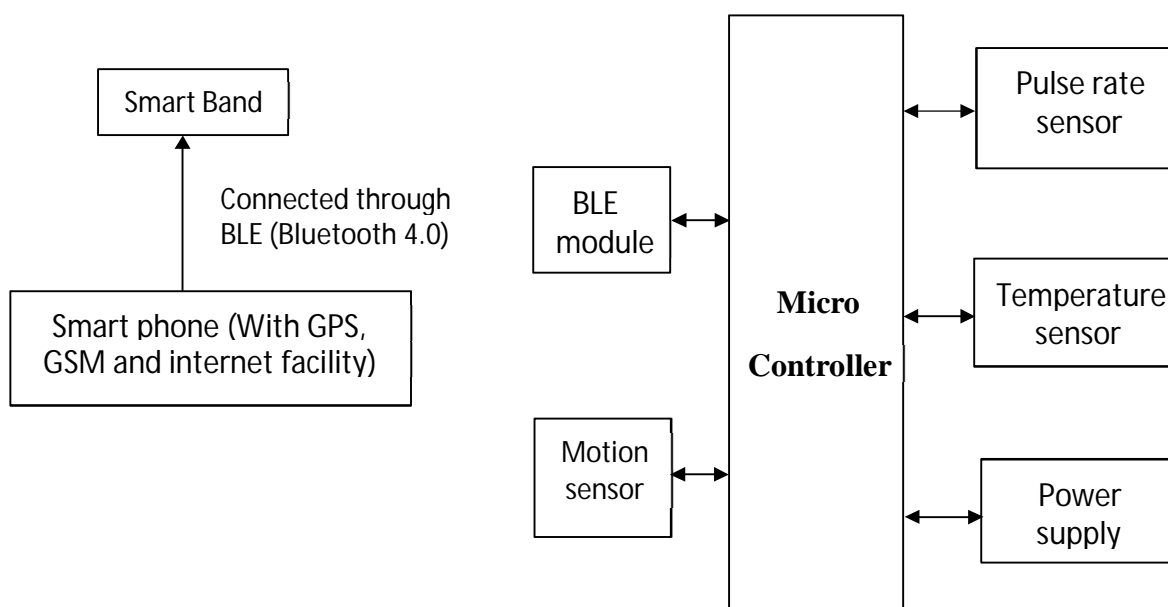 Smart Band
Connected through
BLE (Bluetooth 4.0)
Smart phone (With GPS,
GSM and internet facility)
BLE
module
Motion
sensor
Micro
Controller
Pulse rate
sensor
Temperature
sensor
Power
supply